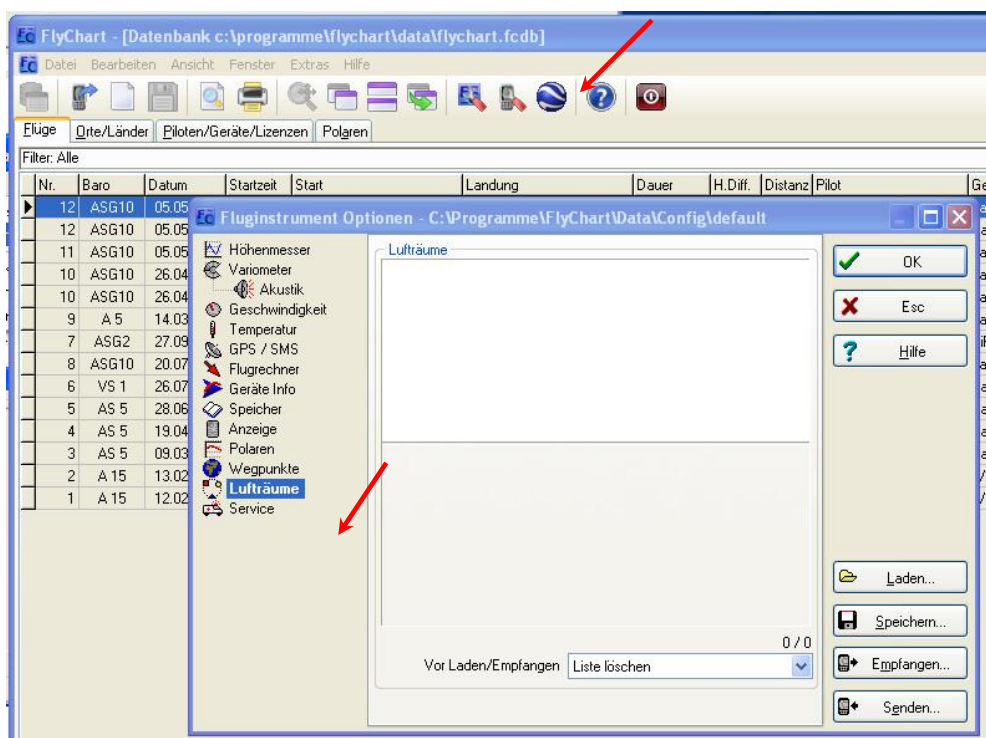 FlyChart - [Datenbank c:\programme\flychart\data\flychart.fcdb]
Datei Bearbeiten Ansicht Fenster Extras Hilfe
Flüge Orte/Länder Piloten/Geräte/Lizenzen Polaren
Filter: Alle
Nr. Baro Datum Startzeit Start Landung Dauer H.Diff. Distanz Pilot Ge
12 ASG10 05.05
12 ASG10 05.05
11 ASG10 05.05
10 ASG10 26.04
10 ASG10 26.04
9 A 5 14.03
7 ASG2 27.09
8 ASG10 20.07
6 VS 1 26.07
5 AS 5 28.06
4 AS 5 19.04
3 AS 5 09.03
2 A 15 13.02
1 A 15 12.02
Fluginstrument Optionen - C:\Programme\FlyChart\Data\Config\default
Höhenmesser
Variometer
Akustik
Geschwindigkeit
Temperatur
GPS / SMS
Flugrechner
Geräte Info
Speicher
Anzeige
Polaren
Wegpunkte
Lufträume
Service
Lufträume
0 / 0
Vor Laden/Empfangen Liste löschen
OK
Esc
Hilfe
Laden...
Speichern...
Empfangen...
Senden...